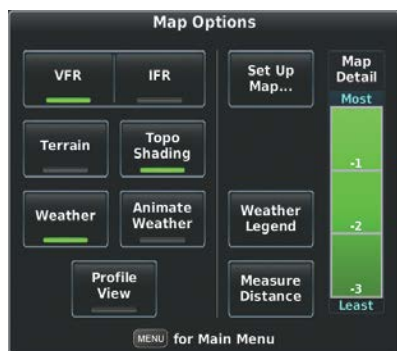 Map Options
VFR
IFR
Set Up
Map...
Map
Detail
Most
Terrain
Topo
Shading
-1
Weather
Animate
Weather
Weather
Legend
-2
Profile
View
Measure
Distance
-3
Least
MENU for Main Menu